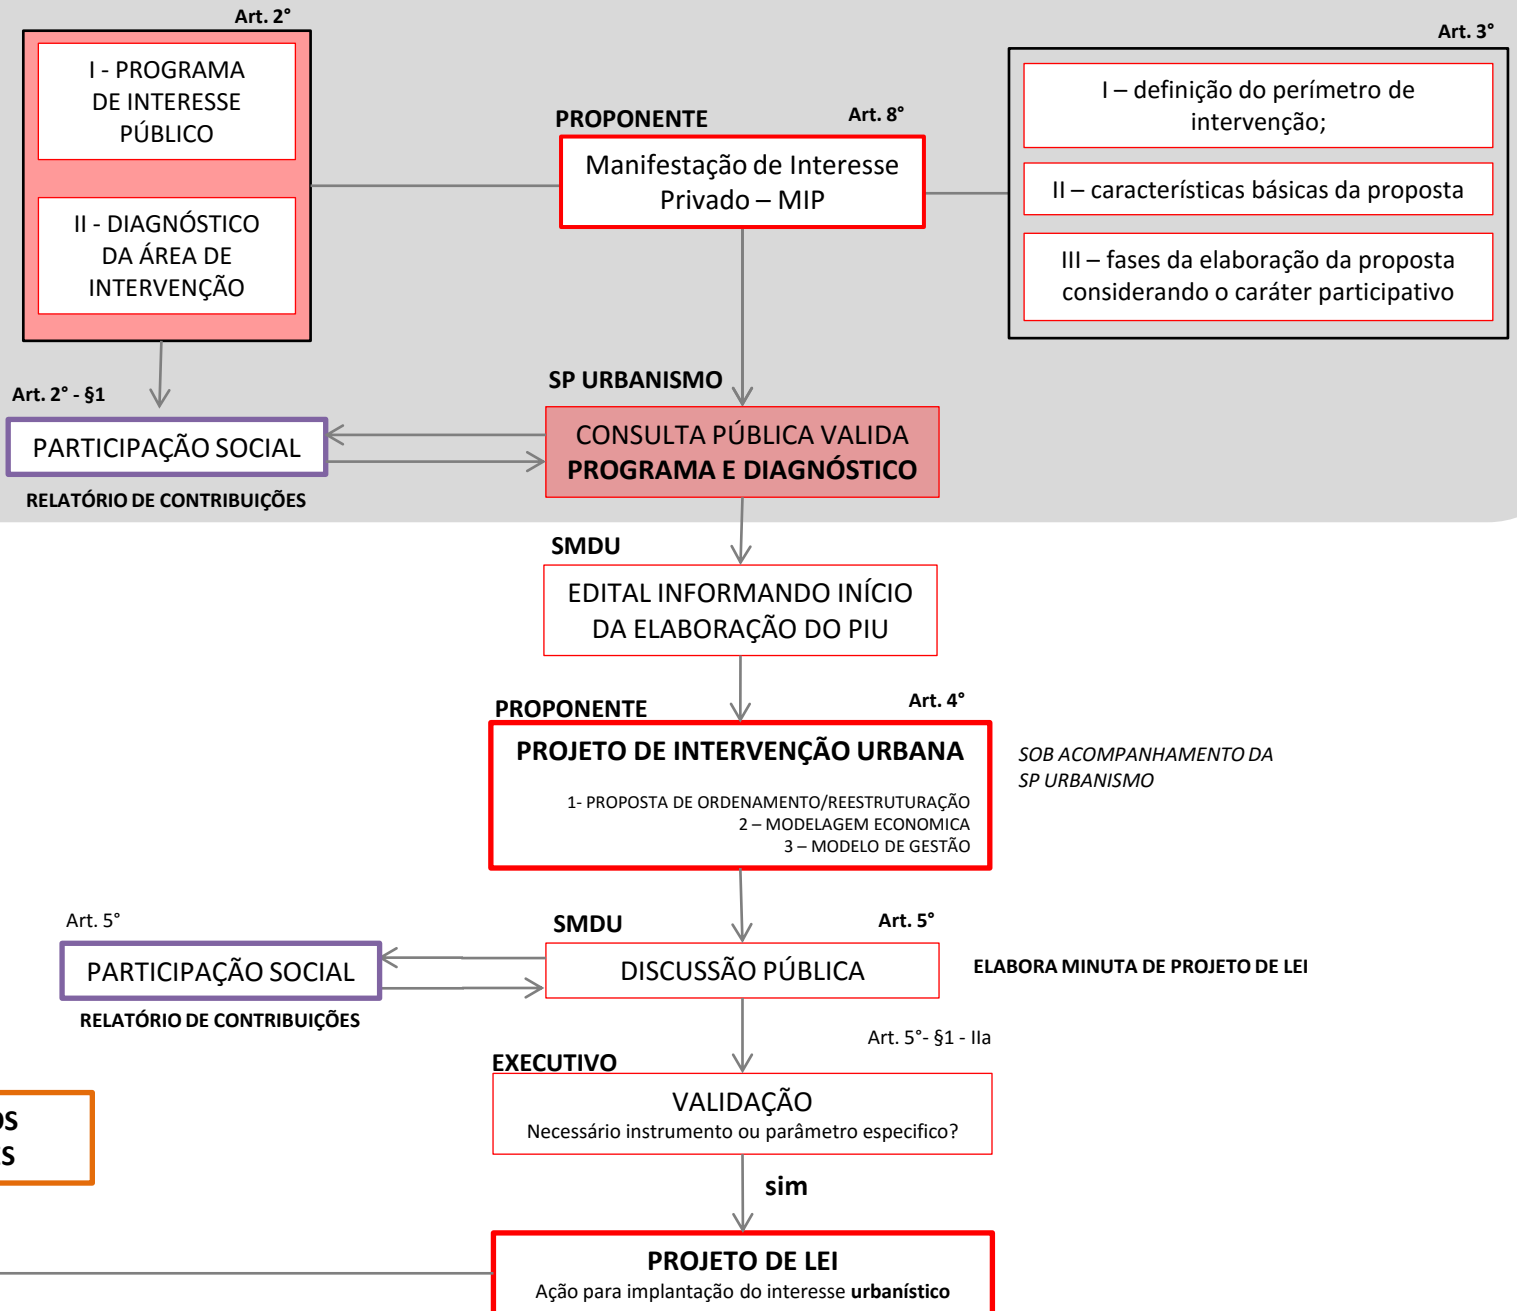 Art. 2°
I - PROGRAMA
DE INTERESSE
PÚBLICO
II - DIAGNÓSTICO
DA ÁREA DE
INTERVENÇÃO
PROPONENTE
Art. 8°
Manifestação de Interesse
Privado – MIP
Art. 3°
I – definição do perímetro de
intervenção;
II – características básicas da proposta
III – fases da elaboração da proposta
considerando o caráter participativo
Art. 2° - §1
PARTICIPAÇÃO SOCIAL
RELATÓRIO DE CONTRIBUIÇÕES
SP URBANISMO
CONSULTA PÚBLICA VALIDA
PROGRAMA E DIAGNÓSTICO
SMDU
EDITAL INFORMANDO INÍCIO
DA ELABORAÇÃO DO PIU
PROPONENTE
Art. 4°
PROJETO DE INTERVENÇÃO URBANA
1- PROPOSTA DE ORDENAMENTO/REESTRUTURAÇÃO
2 – MODELAGEM ECONOMICA
3 – MODELO DE GESTÃO
SOB ACOMPANHAMENTO DA
SP URBANISMO
Art. 5°
PARTICIPAÇÃO SOCIAL
RELATÓRIO DE CONTRIBUIÇÕES
SMDU
Art. 5°
DISCUSSÃO PÚBLICA
ELABORA MINUTA DE PROJETO DE LEI
Art. 5°- §1 - IIa
EXECUTIVO
VALIDAÇÃO
Necessário instrumento ou parâmetro especifico?
sim
PROJETO DE LEI
Ação para implantação do interesse urbanístico